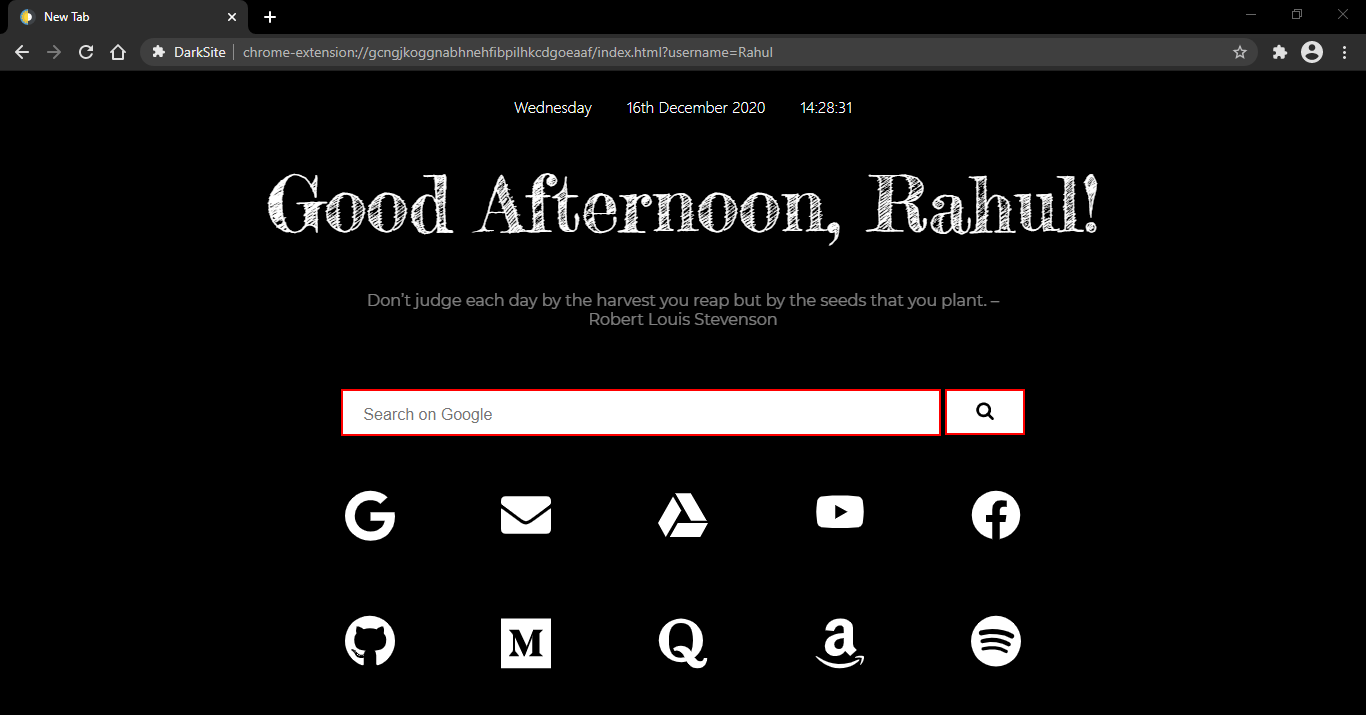 New Tab
DarkSite chrome-extension://gcngjkoggnabhnehfibpilhkcdgoeaaf/index.html?username=Rahul
Wednesday 16th December 2020 14:28:31
Good Afternoon, Rahul!
Don’t judge each day by the harvest you reap but by the seeds that you plant. –
Robert Louis Stevenson
Search on Google